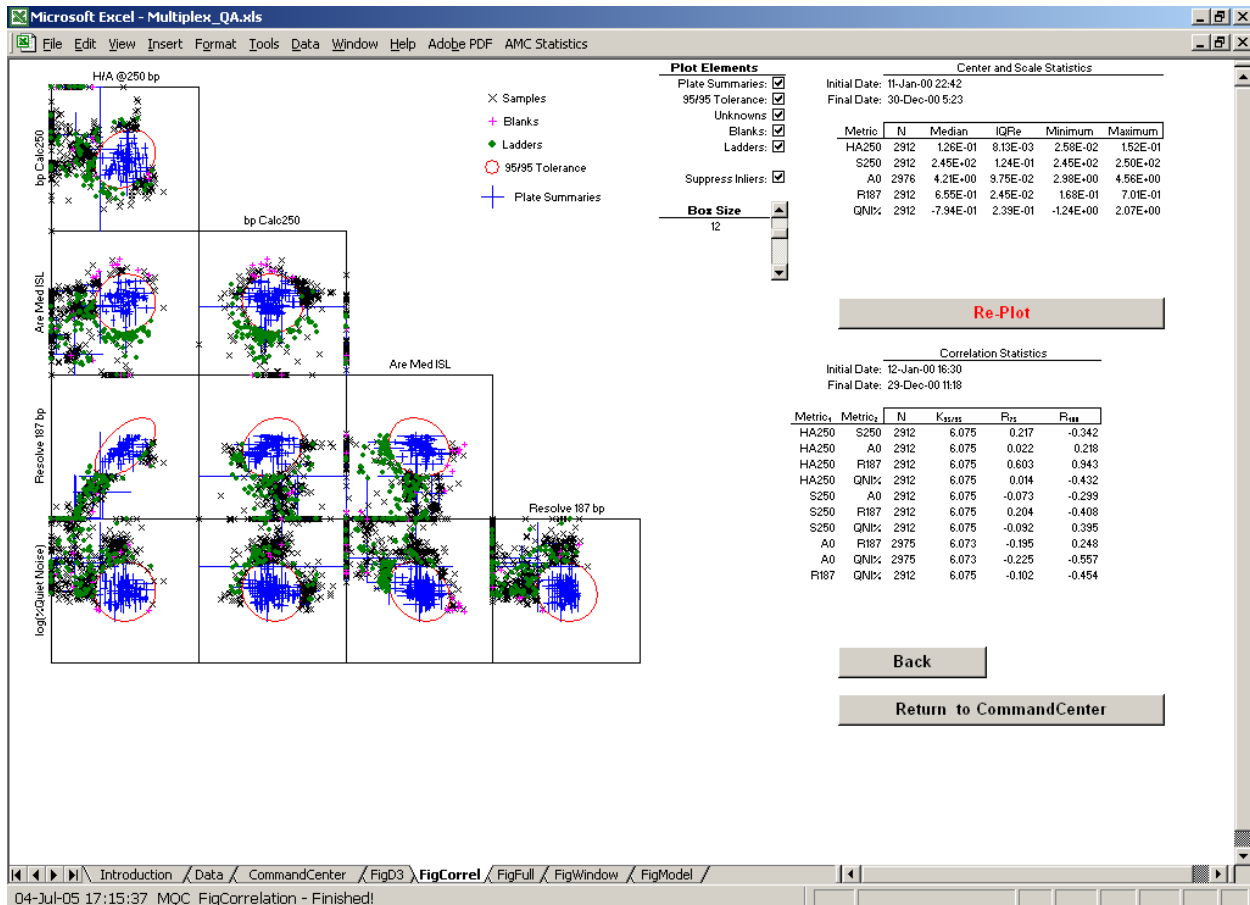 Microsoft Excel - Multiplex_QA.xls
File Edit View Insert Format Tools Data Window Help Adobe PDF AMC Statistics
H/A @250 bp
bp Calc250
Are Med ISL
Resolve 187 bp
log(xQuiet Noise)
bp Calc250
Are Med ISL
Resolve 187 bp
Samples
Blanks
Ladders
95/95 Tolerance
Plate Summaries
Plot Elements
Plate Summaries:
95/95 Tolerance:
Unknowns
Blanks:
Ladders:
Suppress Inliers:
Box Size
12
Center and Scale Statistics
Initial Date: 11-Jan-00 22:42
Final Date: 30-Dec-00 5:23
Metric N Median IQRe Minimum Maximum
HA250 2912 1.26E-01 8.13E-03 2.58E-02 1.52E-01
S250 2912 2.45E+02 1.24E-01 2.45E+02 2.50E+02
A0 2976 4.21E+00 9.75E-02 2.98E+00 4.56E+00
R187 2912 6.55E-01 2.45E-02 1.68E-01 7.01E-01
QNI% 2912 -7.94E-01 2.39E-01 -1.24E+00 2.07E+00
Re-Plot
Correlation Statistics
Initial Date: 12-Jan-00 16:30
Final Date: 29-Dec-00 11:18
Metric₁ Metric₂ N K₉₅/₉₅ R₇₅ R₁₀₀
HA250 S250 2912 6.075 0.217 -0.342
HA250 A0 2912 6.075 0.022 0.218
HA250 R187 2912 6.075 0.603 0.943
HA250 QNI% 2912 6.075 0.014 -0.432
S250 A0 2912 6.075 -0.073 -0.299
S250 R187 2912 6.075 0.204 -0.408
S250 QNI% 2912 6.075 -0.092 0.395
A0 R187 2975 6.073 -0.195 0.248
A0 QNI% 2975 6.073 -0.225 -0.557
R187 QNI% 2912 6.075 -0.102 -0.454
Back
Return to CommandCenter
Introduction Data CommandCenter FigD3 FigCorrel FigFull FigWindow FigModel
04-Jul-05 17:15:37 MQC_FigCorrelation - Finished!